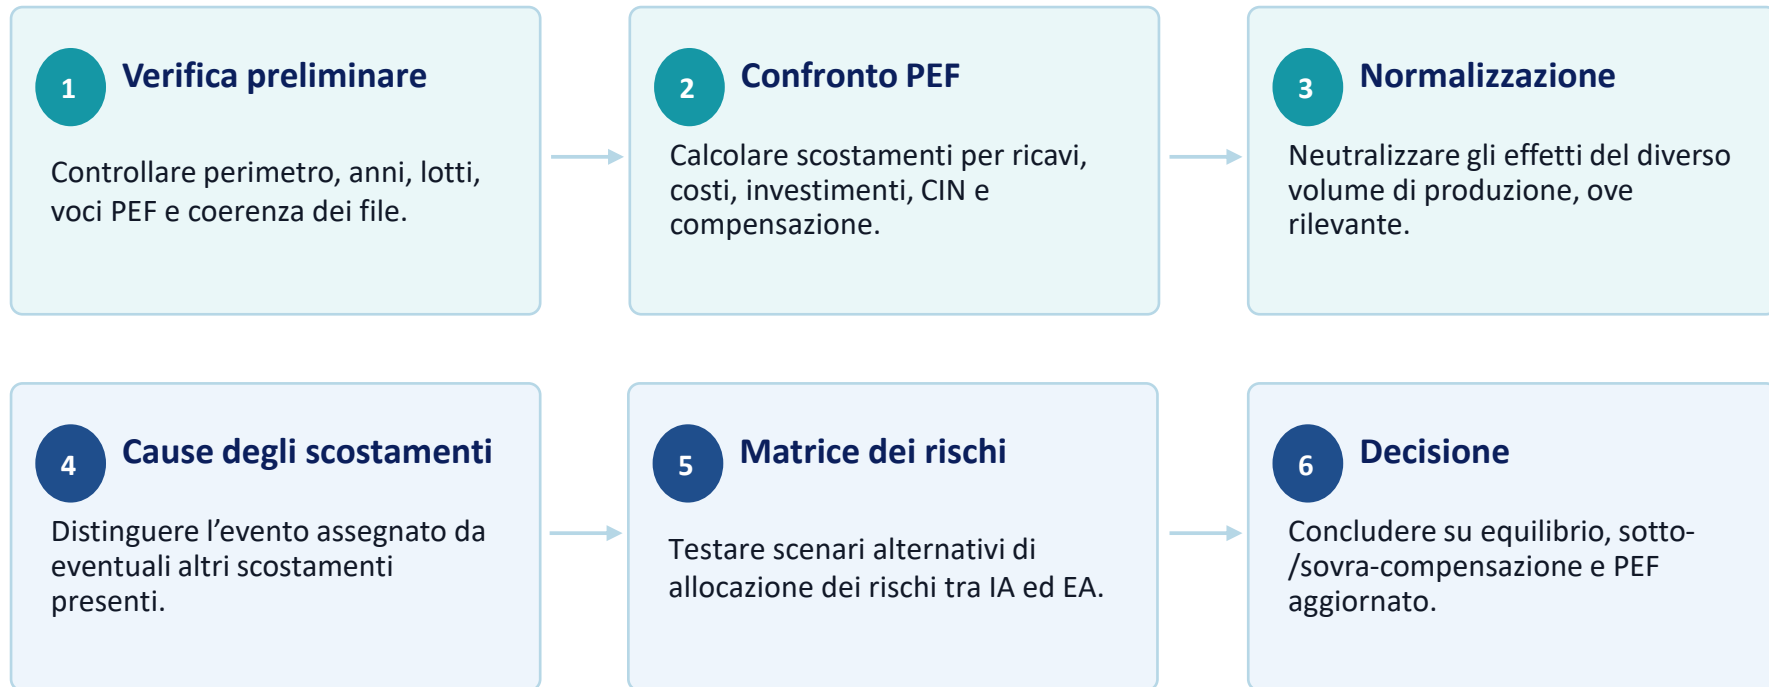 1
Verifica preliminare
Controllare perimetro, anni, lotti,
voci PEF e coerenza dei file.
2
Confronto PEF
Calcolare scostamenti per ricavi,
costi, investimenti, CIN e
compensazione.
3
Normalizzazione
Neutralizzare gli effetti del diverso
volume di produzione, ove
rilevante.
4
Cause degli scostamenti
Distinguere l’evento assegnato da
eventuali altri scostamenti
presenti.
5
Matrice dei rischi
Testare scenari alternativi di
allocazione dei rischi tra IA ed EA.
6
Decisione
Concludere su equilibrio, sotto-
/sovra-compensazione e PEF
aggiornato.